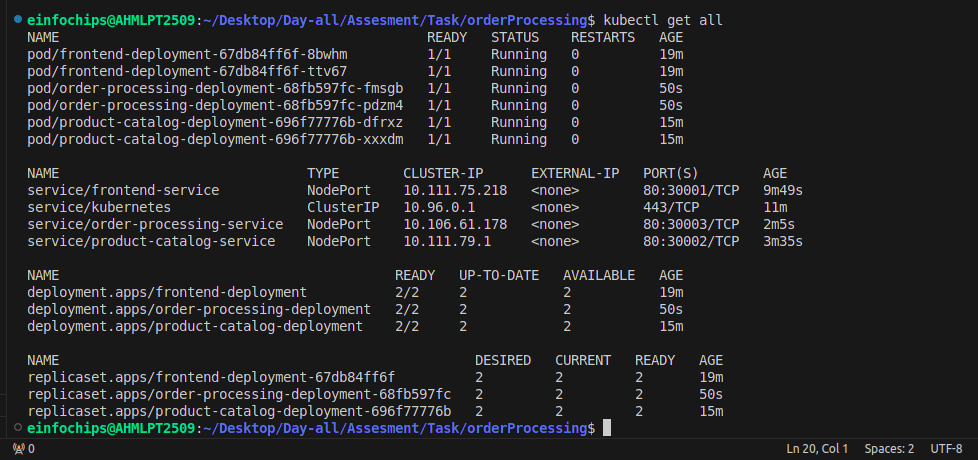 einfochips@AHMLPT2509:~/Desktop/Day-all/Assesment/Task/orderProcessing$ kubectl get all
NAME READY STATUS RESTARTS AGE
pod/frontend-deployment-67db84ff6f-8bwhm 1/1 Running 0 19m
pod/frontend-deployment-67db84ff6f-ttv67 1/1 Running 0 19m
pod/order-processing-deployment-68fb597fc-fmsgb 1/1 Running 0 50s
pod/order-processing-deployment-68fb597fc-pdzm4 1/1 Running 0 50s
pod/product-catalog-deployment-696f77776b-dfrxz 1/1 Running 0 15m
pod/product-catalog-deployment-696f77776b-xxxdm 1/1 Running 0 15m
NAME TYPE CLUSTER-IP EXTERNAL-IP PORT(S) AGE
service/frontend-service NodePort 10.111.75.218 <none> 80:30001/TCP 9m49s
service/kubernetes ClusterIP 10.96.0.1 <none> 443/TCP 11m
service/order-processing-service NodePort 10.106.61.178 <none> 80:30003/TCP 2m5s
service/product-catalog-service NodePort 10.111.79.1 <none> 80:30002/TCP 3m35s
NAME READY UP-TO-DATE AVAILABLE AGE
deployment.apps/frontend-deployment 2/2 2 2 19m
deployment.apps/order-processing-deployment 2/2 2 2 50s
deployment.apps/product-catalog-deployment 2/2 2 2 15m
NAME DESIRED CURRENT READY AGE
replicaset.apps/frontend-deployment-67db84ff6f 2 2 2 19m
replicaset.apps/order-processing-deployment-68fb597fc 2 2 2 50s
replicaset.apps/product-catalog-deployment-696f77776b 2 2 2 15m
einfochips@AHMLPT2509:~/Desktop/Day-all/Assesment/Task/orderProcessing$
0 Ln 20, Col 1 Spaces: 2 UTF-8